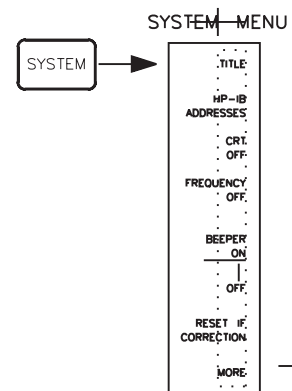 SYSTEM MENU
SYSTEM
TITLE
HP-IB
ADDRESSES
CRT
OFF
FREQUENCY
OFF
BEEPER
ON
OFF
RESET IF
CORRECTION
MORE